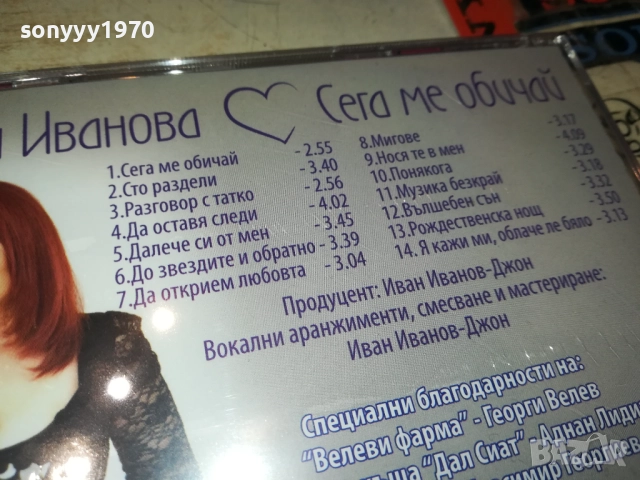 sonyyy1970
Иванова Сега ме обичай
1.Сега ме обичай - 2.55
2.Сто раздели - 3.40
3.Разговор с татко - 2.56
4.Да оставя следи - 4.02
5.Далече си от мен - 3.45
6.До звездите и обратно - 3.39
7.Да открием любовта - 3.04
8.Мигове - 3.17
9.Нося те в мен - 4.09
10.Понякога - 3.29
11.Музика безкрай - 3.18
12.Вълшебен сън - 3.32
13.Рождественска нощ - 3.50
14. Я кажи ми, облаче ле бяло - 3.13
Продуцент: Иван Иванов-Джон
Вокални аранжименти, смесване и мастериране:
Иван Иванов-Джон
Специални благодарности на:
"Велеви фарма" - Георги Велев
"Дал Сиат" - Аднан